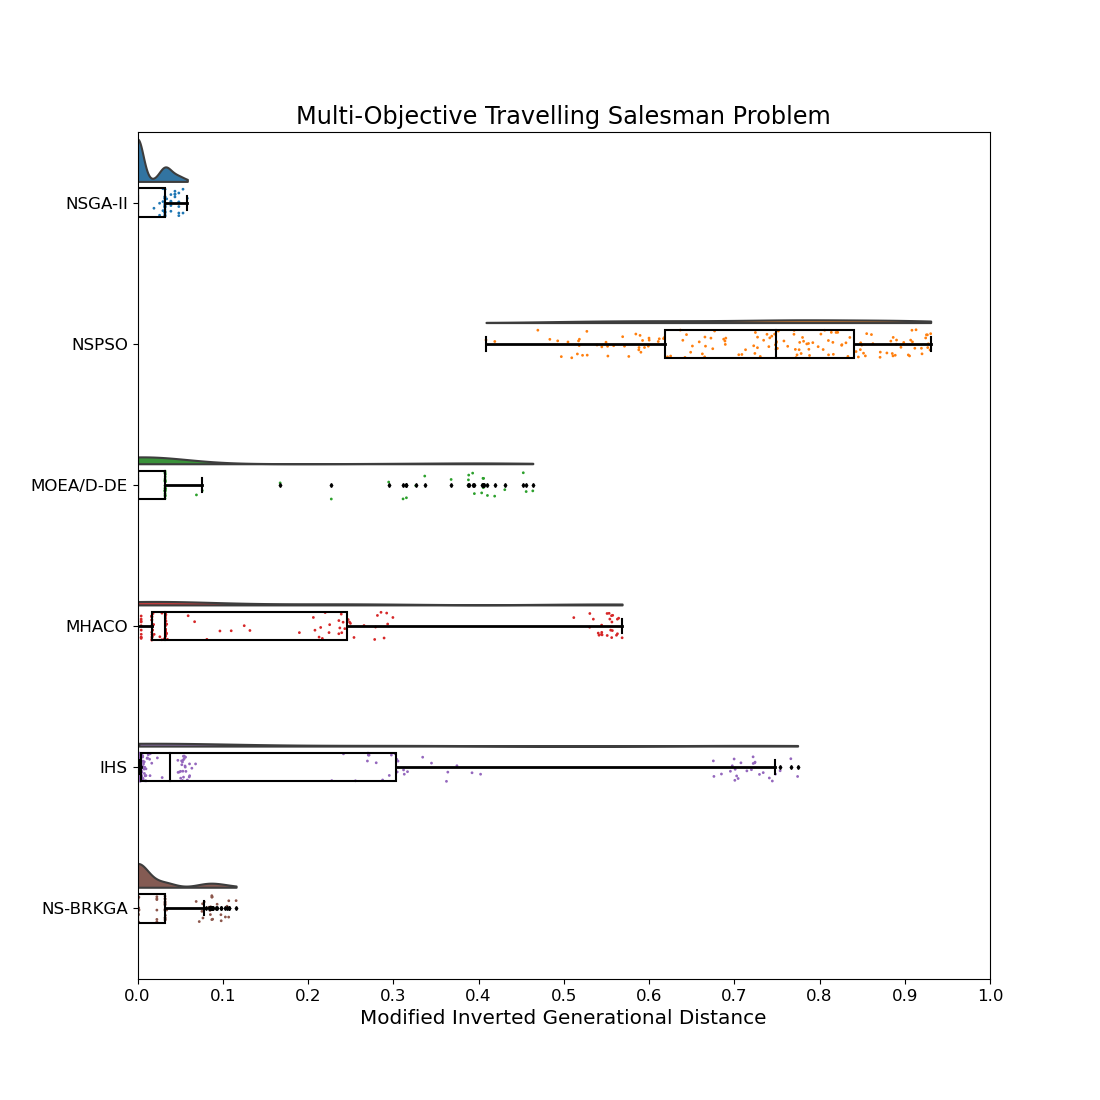 Multi-Objective Travelling Salesman Problem
NSGA-II
NSPSO
MOEA/D-DE
MHACO
IHS
NS-BRKGA
0.0 0.1 0.2 0.3 0.4 0.5 0.6 0.7 0.8 0.9 1.0
Modified Inverted Generational Distance